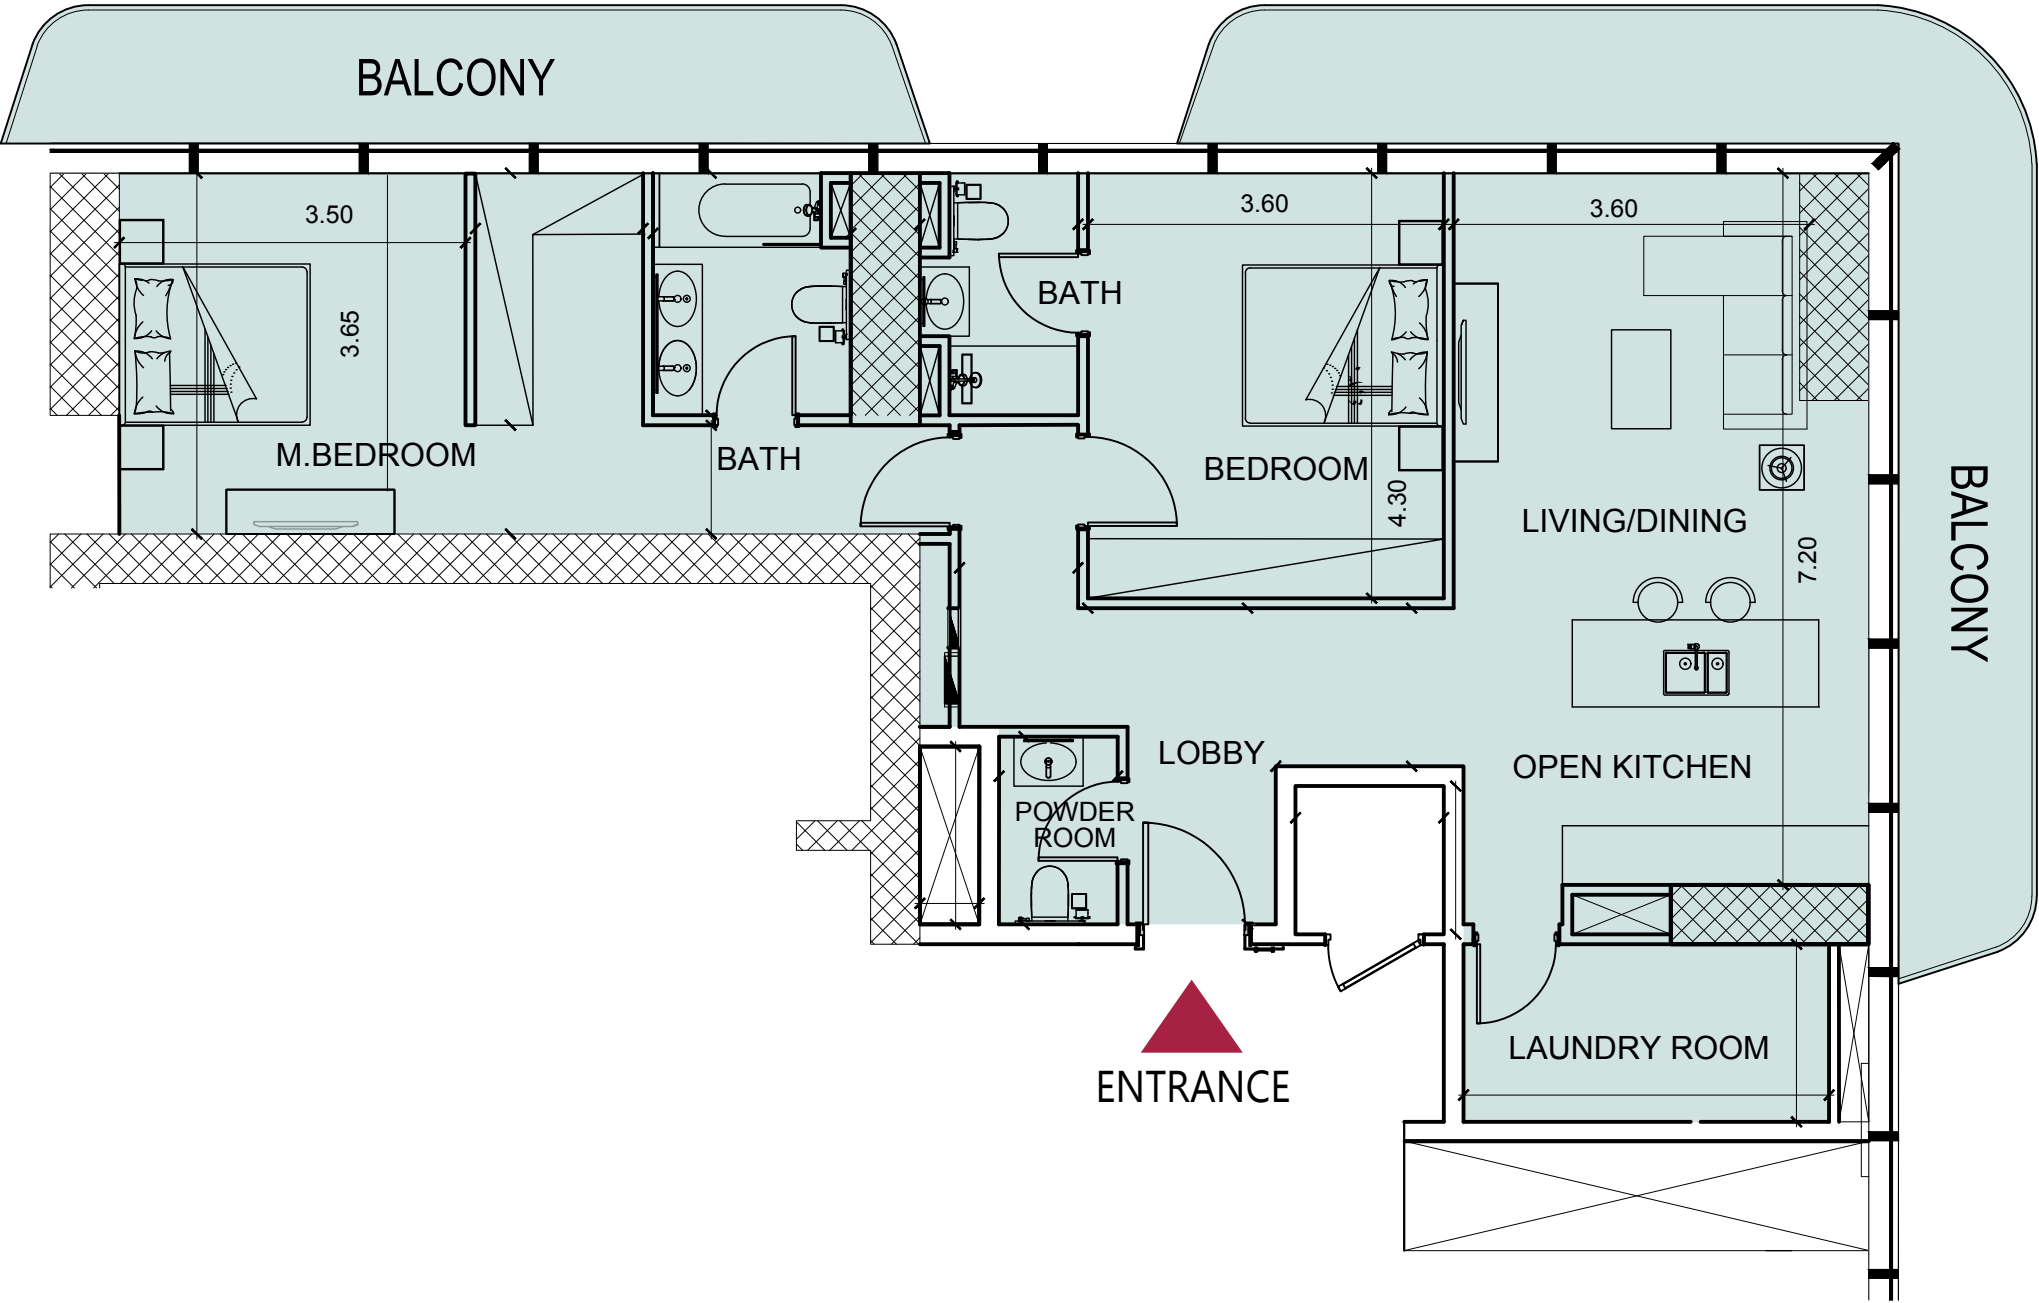 BALCONY
3.50
3.60
3.60
BATH
3.65
M.BEDROOM
BATH
BEDROOM
4.30
LIVING/DINING
7.20
BALCONY
LOBBY
OPEN KITCHEN
POWDER
ROOM
LAUNDRY ROOM
ENTRANCE